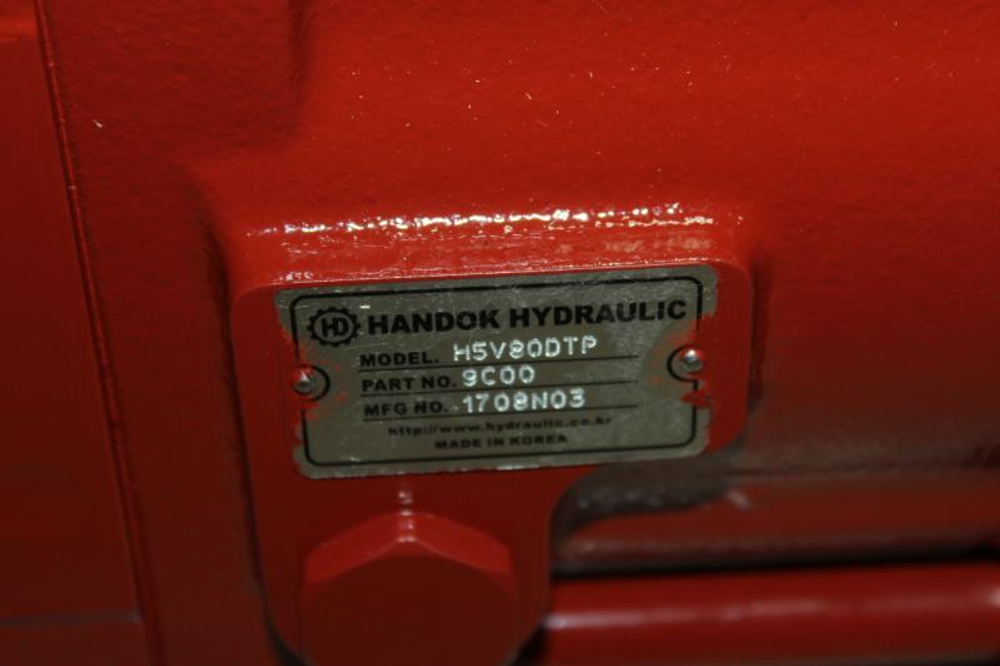 HD HANDOK HYDRAULIC
MODEL. H5V80DTP
PART NO. 9C00
MFG NO. 1708N03
http://www.hydraulic.co.kr
MADE IN KOREA